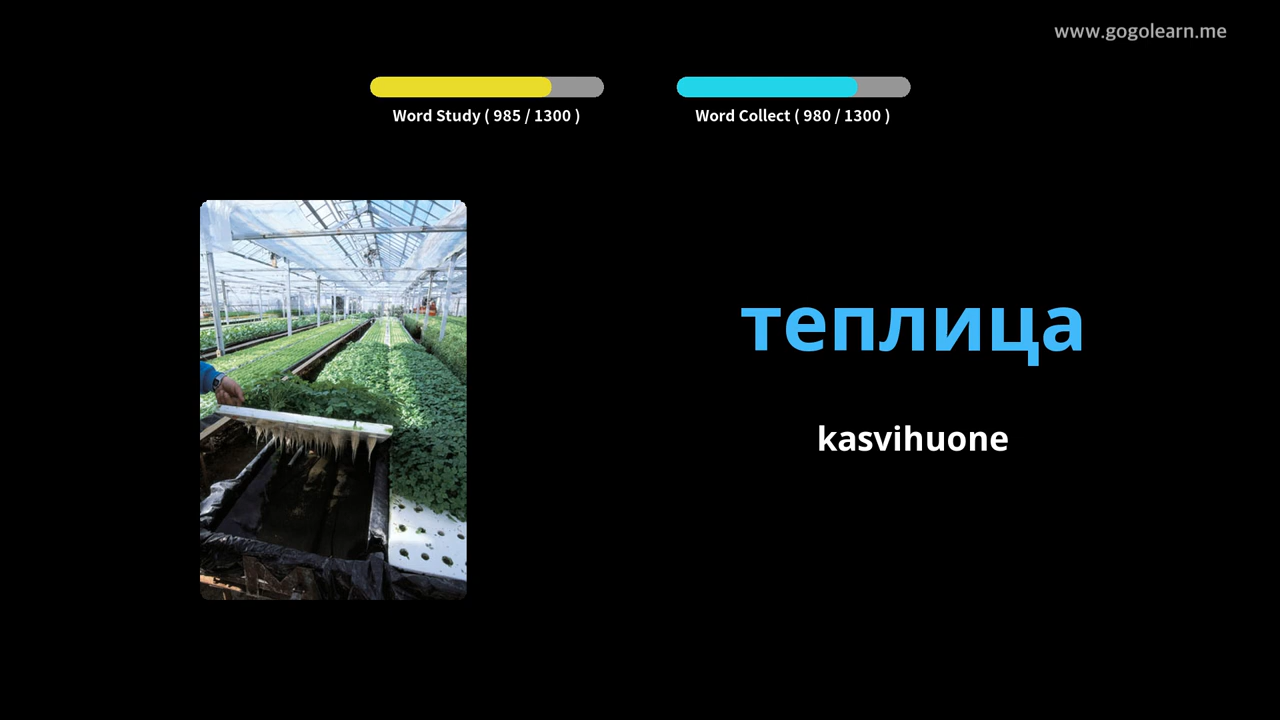 www.gogolearn.me
Word Study ( 985 / 1300 )
Word Collect ( 980 / 1300 )
теплица
kasvihuone